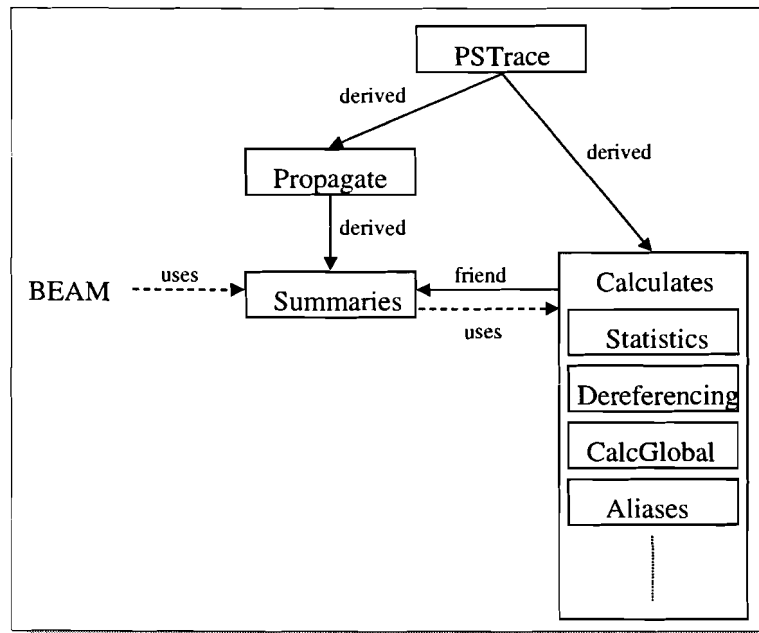 PSTrace
derived
derived
Propagate
derived
BEAM
uses
Summaries
friend
uses
Calculates
Statistics
Dereferencing
CalcGlobal
Aliases